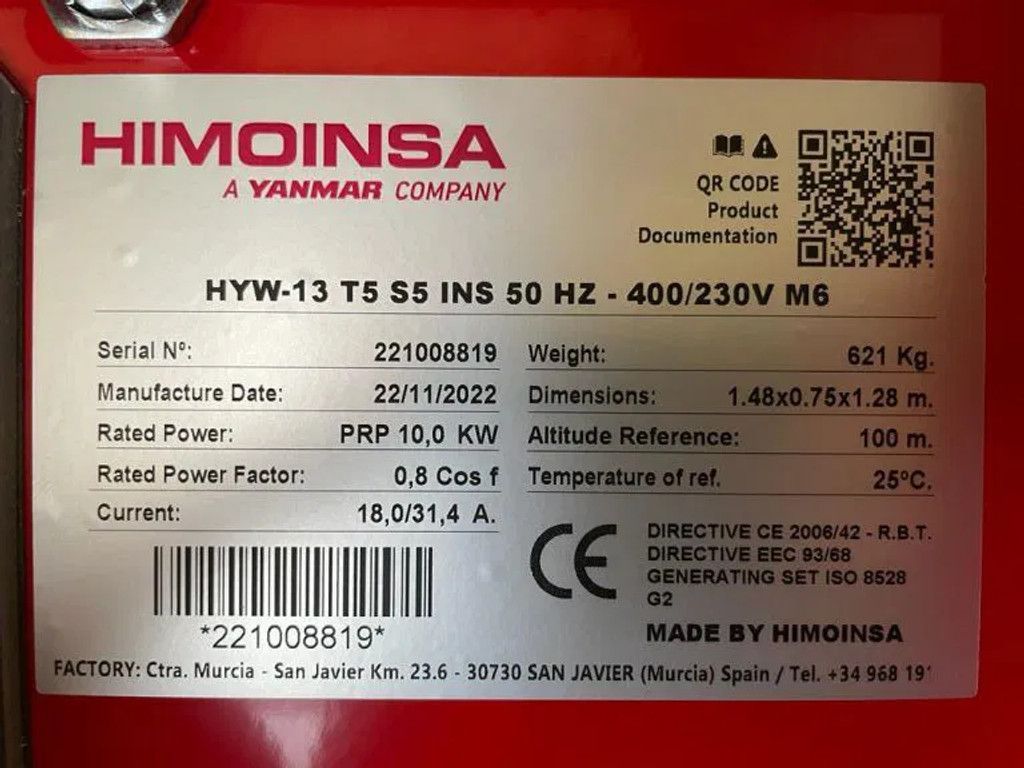 HIMOINSA
A YANMAR COMPANY
QR CODE
Product
Documentation
HYW-13 T5 S5 INS 50 HZ - 400/230V M6
Serial Nº: 221008819
Manufacture Date: 22/11/2022
Rated Power: PRP 10,0 KW
Rated Power Factor: 0,8 Cos f
Current: 18,0/31,4 A.
Weight: 621 Kg.
Dimensions: 1.48x0.75x1.28 m.
Altitude Reference: 100 m.
Temperature of ref. 25ºC.
*221008819*
CE
DIRECTIVE CE 2006/42 - R.B.T.
DIRECTIVE EEC 93/68
GENERATING SET ISO 8528
G2
MADE BY HIMOINSA
FACTORY: Ctra. Murcia - San Javier Km. 23.6 - 30730 SAN JAVIER (Murcia) Spain / Tel. +34 968 19